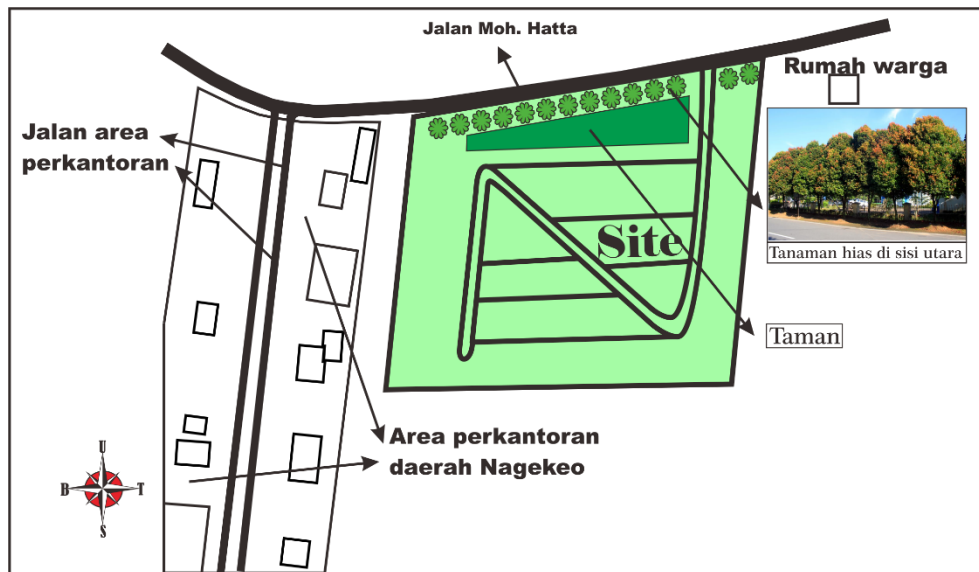 Jalan Moh. Hatta
Rumah warga
Jalan area
perkantoran
Site
Tanaman hias di sisi utara
Taman
Area perkantoran
daerah Nagekeo
U
B
T
S